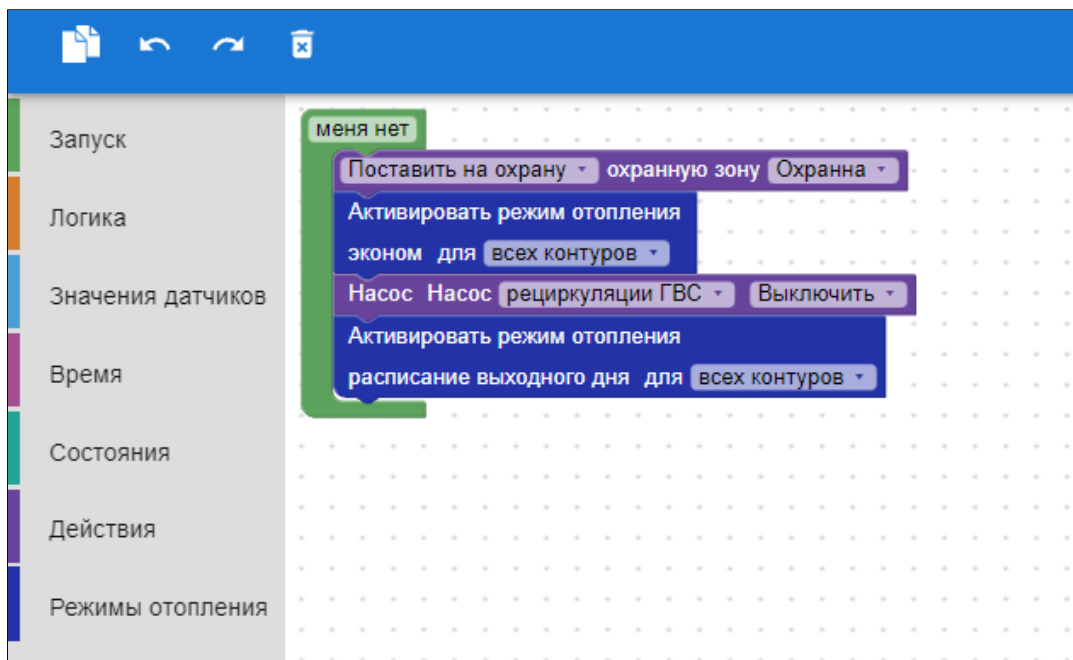 Запуск
Логика
Значения датчиков
Время
Состояния
Действия
Режимы отопления
меня нет
Поставить на охрану охранную зону Охранна
Активировать режим отопления
эконом для всех контуров
Насос Насос рециркуляции ГВС Выключить
Активировать режим отопления
расписание выходного дня для всех контуров